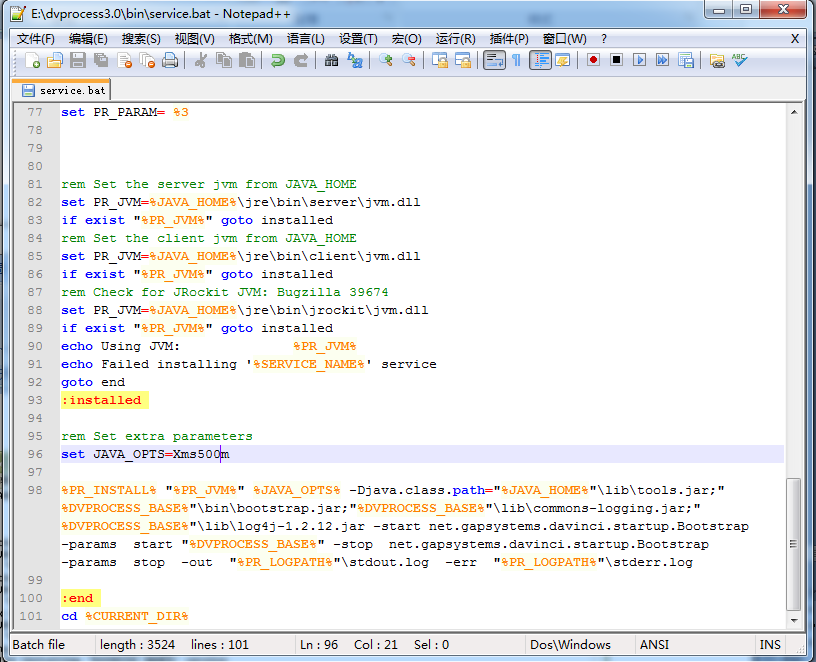 E:\dvprocess3.0\bin\service.bat - Notepad++
文件(F) 编辑(E) 搜索(S) 视图(V) 格式(M) 语言(L) 设置(T) 宏(O) 运行(R) 插件(P) 窗口(W) ? X
service.bat
77 set PR_PARAM= %3
78
79
80
81 rem Set the server jvm from JAVA_HOME
82 set PR_JVM=%JAVA_HOME%\jre\bin\server\jvm.dll
83 if exist "%PR_JVM%" goto installed
84 rem Set the client jvm from JAVA_HOME
85 set PR_JVM=%JAVA_HOME%\jre\bin\client\jvm.dll
86 if exist "%PR_JVM%" goto installed
87 rem Check for JRockit JVM: Bugzilla 39674
88 set PR_JVM=%JAVA_HOME%\jre\bin\jrockit\jvm.dll
89 if exist "%PR_JVM%" goto installed
90 echo Using JVM:              %PR_JVM%
91 echo Failed installing '%SERVICE_NAME%' service
92 goto end
93 :installed
94
95 rem Set extra parameters
96 set JAVA_OPTS=Xms500m
97
98 %PR_INSTALL% "%PR_JVM%" %JAVA_OPTS% -Djava.class.path="%JAVA_HOME%"\lib\tools.jar;"
%DVPROCESS_BASE%"\bin\bootstrap.jar;"%DVPROCESS_BASE%"\lib\commons-logging.jar;"
%DVPROCESS_BASE%"\lib\log4j-1.2.12.jar -start net.gapsystems.davinci.startup.Bootstrap
-params  start "%DVPROCESS_BASE%" -stop  net.gapsystems.davinci.startup.Bootstrap
-params  stop  -out  "%PR_LOGPATH%"\stdout.log  -err  "%PR_LOGPATH%"\stderr.log
99
100 :end
101 cd %CURRENT_DIR%
Batch file length : 3524 lines : 101 Ln : 96 Col : 21 Sel : 0 Dos\Windows ANSI INS